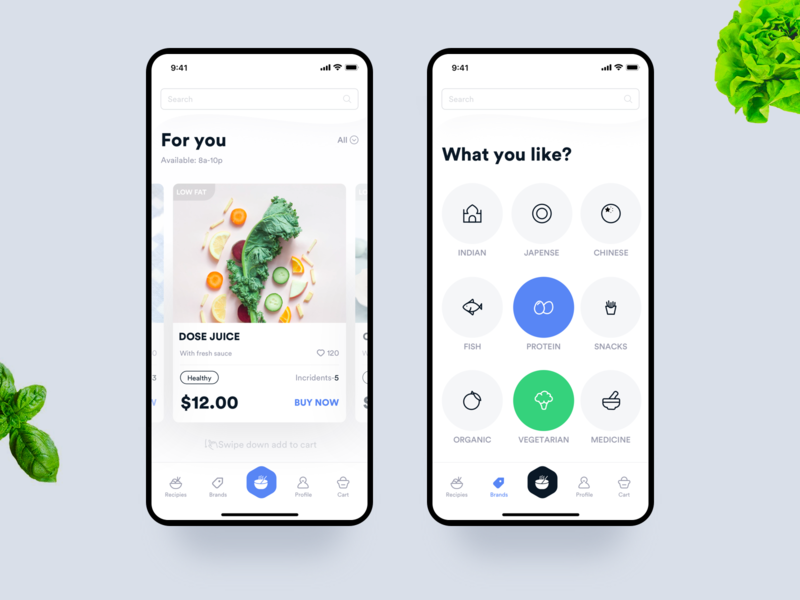 9:41
Search
For you
All
Available: 8a-10p
LOW FAT
DOSE JUICE
With fresh sauce
120
Healthy
Incridents-5
$12.00
BUY NOW
Swipe down add to cart
Recipies
Brands
Profile
Cart
9:41
Search
What you like?
INDIAN
JAPENSE
CHINESE
FISH
PROTEIN
SNACKS
ORGANIC
VEGETARIAN
MEDICINE
Recipies
Brands
Profile
Cart